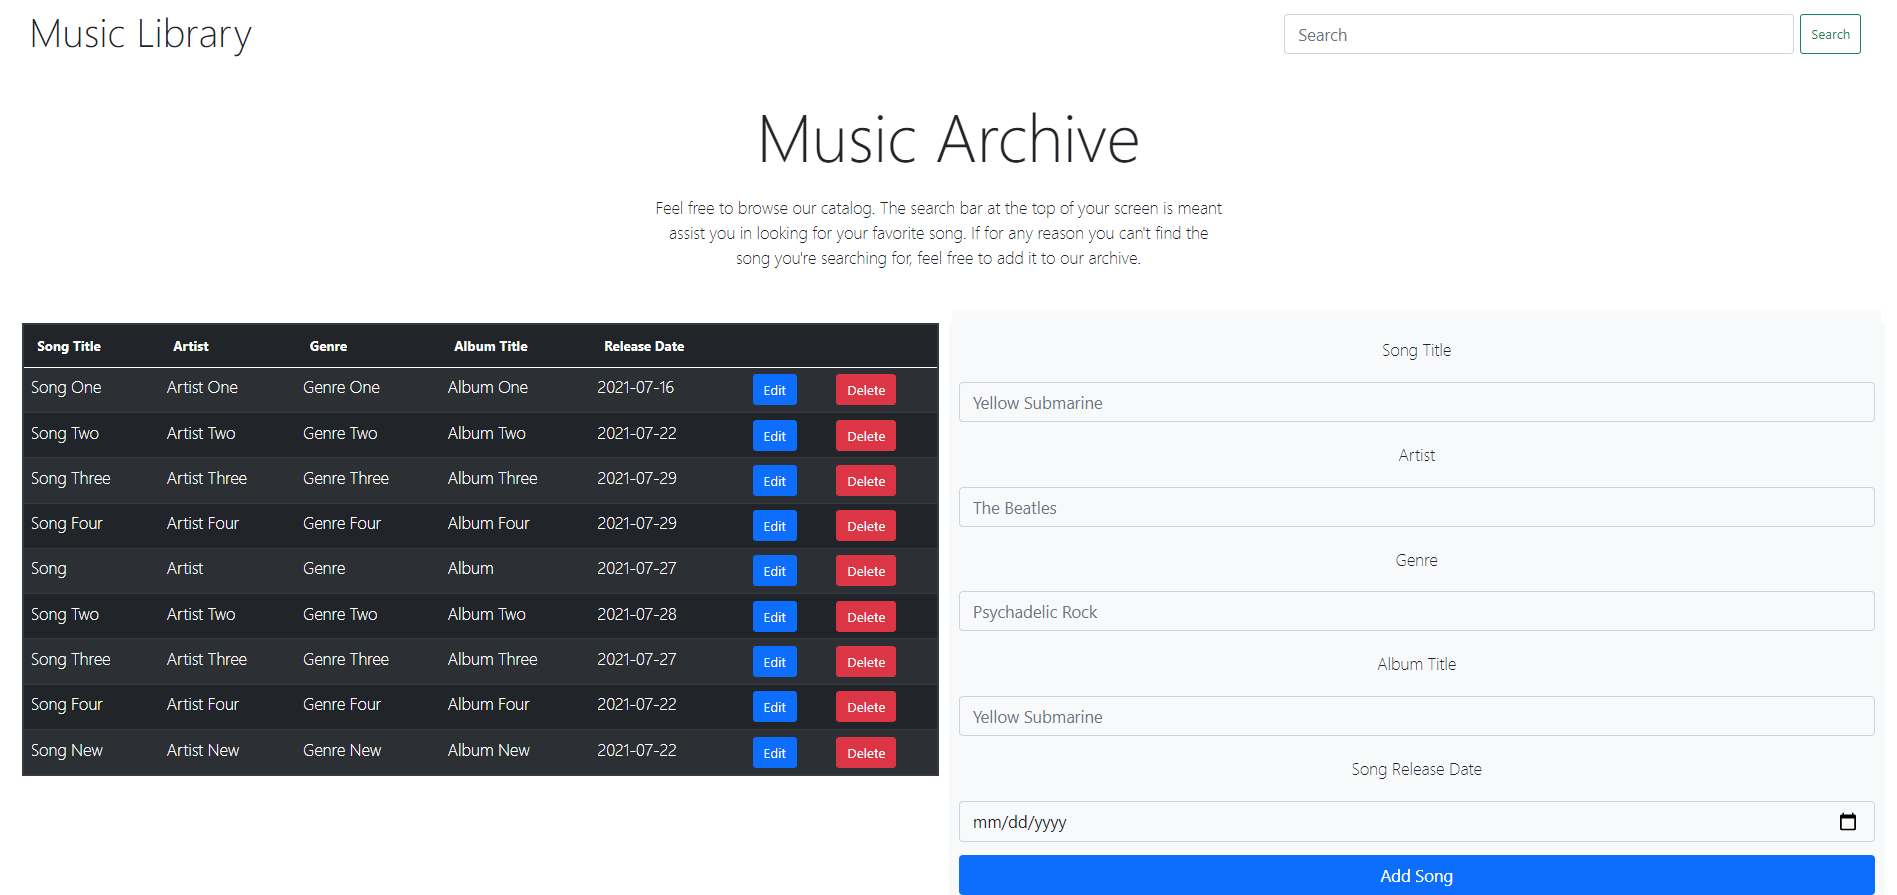 Music Library
Search
Search
Music Archive
Feel free to browse our catalog. The search bar at the top of your screen is meant
assist you in looking for your favorite song. If for any reason you can't find the
song you're searching for, feel free to add it to our archive.
Song Title Artist Genre Album Title Release Date
Song One Artist One Genre One Album One 2021-07-16 Edit Delete
Song Two Artist Two Genre Two Album Two 2021-07-22 Edit Delete
Song Three Artist Three Genre Three Album Three 2021-07-29 Edit Delete
Song Four Artist Four Genre Four Album Four 2021-07-29 Edit Delete
Song Artist Genre Album 2021-07-27 Edit Delete
Song Two Artist Two Genre Two Album Two 2021-07-28 Edit Delete
Song Three Artist Three Genre Three Album Three 2021-07-27 Edit Delete
Song Four Artist Four Genre Four Album Four 2021-07-22 Edit Delete
Song New Artist New Genre New Album New 2021-07-22 Edit Delete
Song Title
Yellow Submarine
Artist
The Beatles
Genre
Psychadelic Rock
Album Title
Yellow Submarine
Song Release Date
mm/dd/yyyy
Add Song